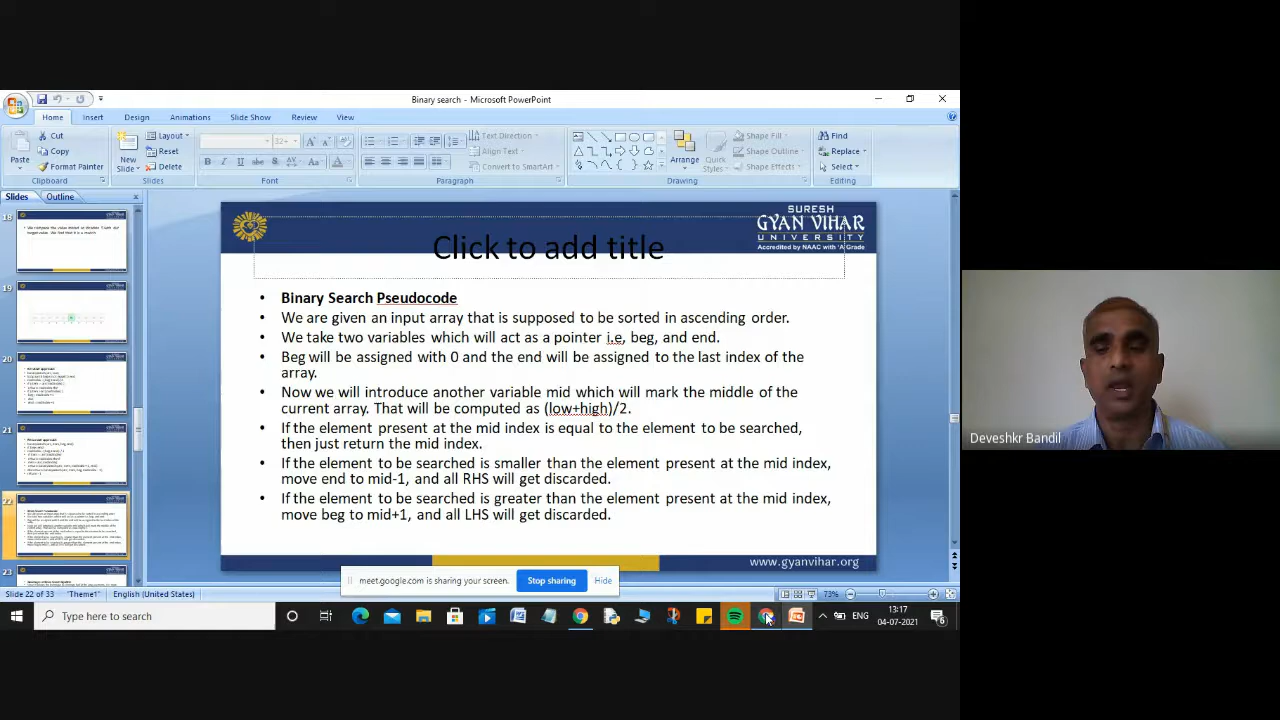 Binary search - Microsoft PowerPoint
Home Insert Design Animations Slide Show Review View
Paste
Cut
Copy
Format Painter
Clipboard
New Slide
Layout
Reset
Delete
Slides
Font
Text Direction
Align Text
Convert to SmartArt
Paragraph
Arrange
Quick Styles
Shape Fill
Shape Outline
Shape Effects
Drawing
Find
Replace
Select
Editing
Slides Outline
18
19
20
21
22
23
SURESH
GYAN VIHAR
UNIVERSITY
Accredited by NAAC with 'A' Grade
Click to add title
• Binary Search Pseudocode
• We are given an input array that is supposed to be sorted in ascending order.
• We take two variables which will act as a pointer i.e, beg, and end.
• Beg will be assigned with 0 and the end will be assigned to the last index of the
array.
• Now we will introduce another variable mid which will mark the middle of the
current array. That will be computed as (low+high)/2.
• If the element present at the mid index is equal to the element to be searched,
then just return the mid index.
• If the element to be searched is smaller than the element present at the mid index,
move end to mid-1, and all RHS will get discarded.
• If the element to be searched is greater than the element present at the mid index,
move beg to mid+1, and all LHS will get discarded.
www.gyanvihar.org
meet.google.com is sharing your screen. Stop sharing Hide
Slide 22 of 33 "Theme1" English (United States) 73%
Type here to search
ENG
13:17
04-07-2021
6
Deveshkr Bandil